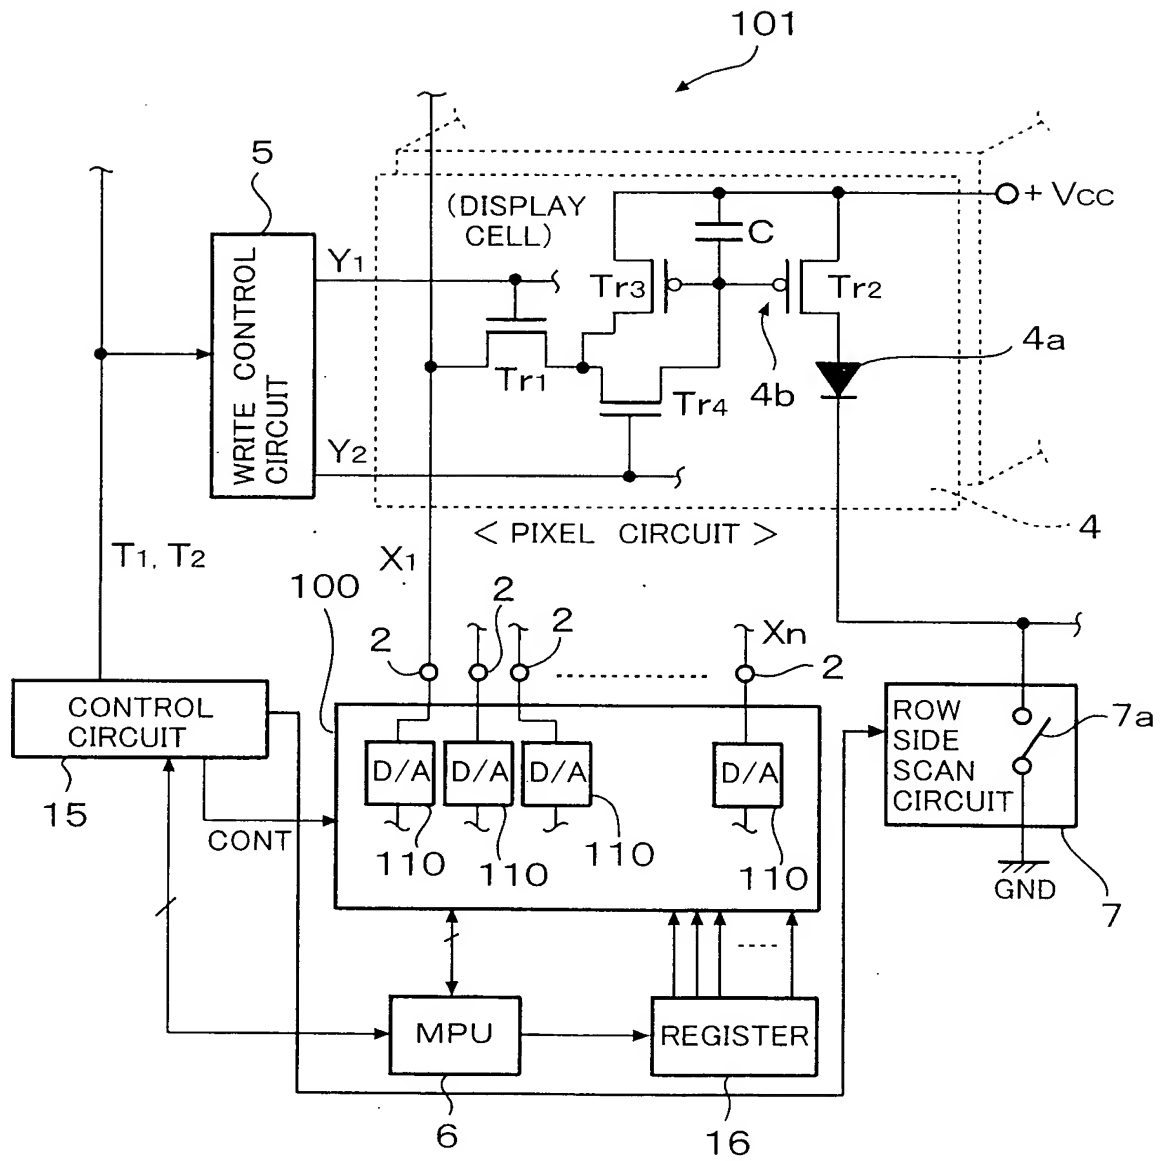 101
5
(DISPLAY
CELL)
+ Vcc
C
Y1
Tr3
Tr2
WRITE CONTROL
CIRCUIT
4a
Tr1
4b
Tr4
Y2
4
< PIXEL CIRCUIT >
T1, T2
X1
100
2
2
2
Xn
2
CONTROL
CIRCUIT
ROW
SIDE
SCAN
CIRCUIT
7a
15
D/A
D/A
D/A
D/A
CONT
110
110
110
110
GND
7
MPU
REGISTER
6
16